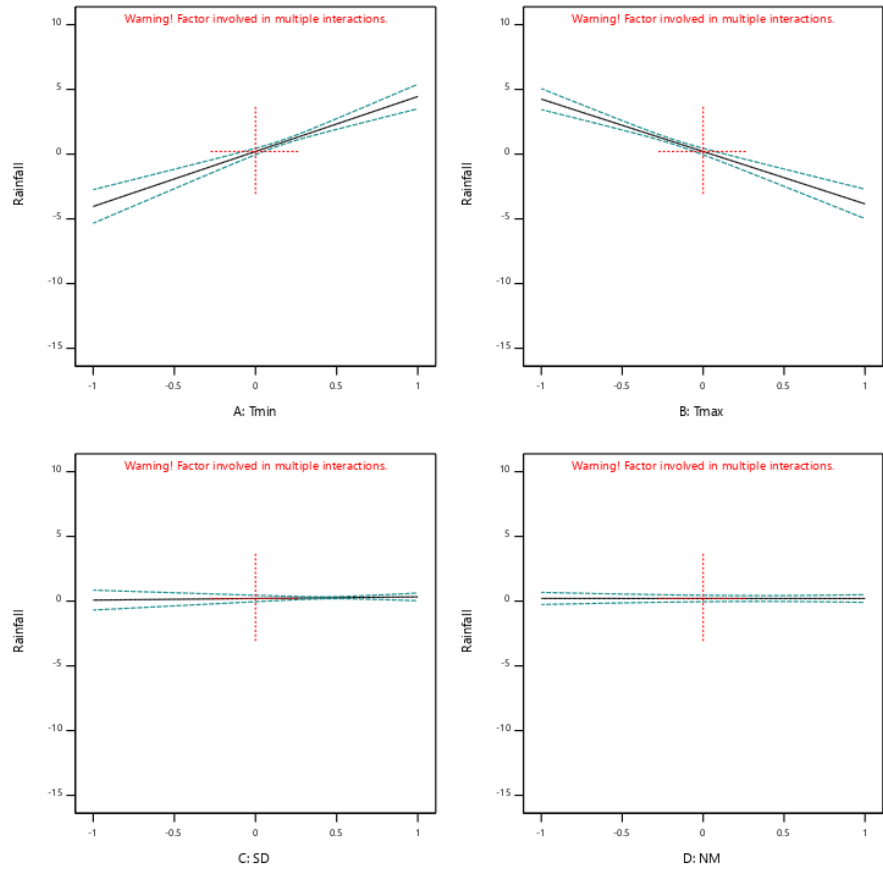 Warning! Factor involved in multiple interactions.
10
5
0
-5
-10
-15
Rainfall
-1 -0.5 0 0.5 1
A: Tmin
Warning! Factor involved in multiple interactions.
10
5
0
-5
-10
-15
Rainfall
-1 -0.5 0 0.5 1
B: Tmax
Warning! Factor involved in multiple interactions.
10
5
0
-5
-10
-15
Rainfall
-1 -0.5 0 0.5 1
C: SD
Warning! Factor involved in multiple interactions.
10
5
0
-5
-10
-15
Rainfall
-1 -0.5 0 0.5 1
D: NM